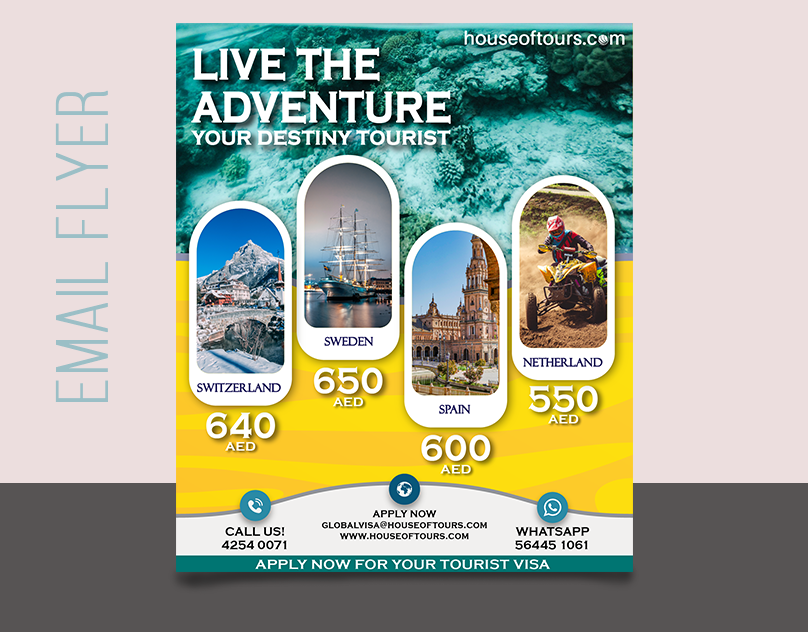 EMAIL FLYER
houseoftours.com
LIVE THE
ADVENTURE
YOUR DESTINY TOURIST
SWITZERLAND
640
AED
SWEDEN
650
AED
SPAIN
600
AED
NETHERLAND
550
AED
CALL US!
4254 0071
APPLY NOW
GLOBALVISA@HOUSEOFTOURS.COM
WWW.HOUSEOFTOURS.COM
WHATSAPP
56445 1061
APPLY NOW FOR YOUR TOURIST VISA